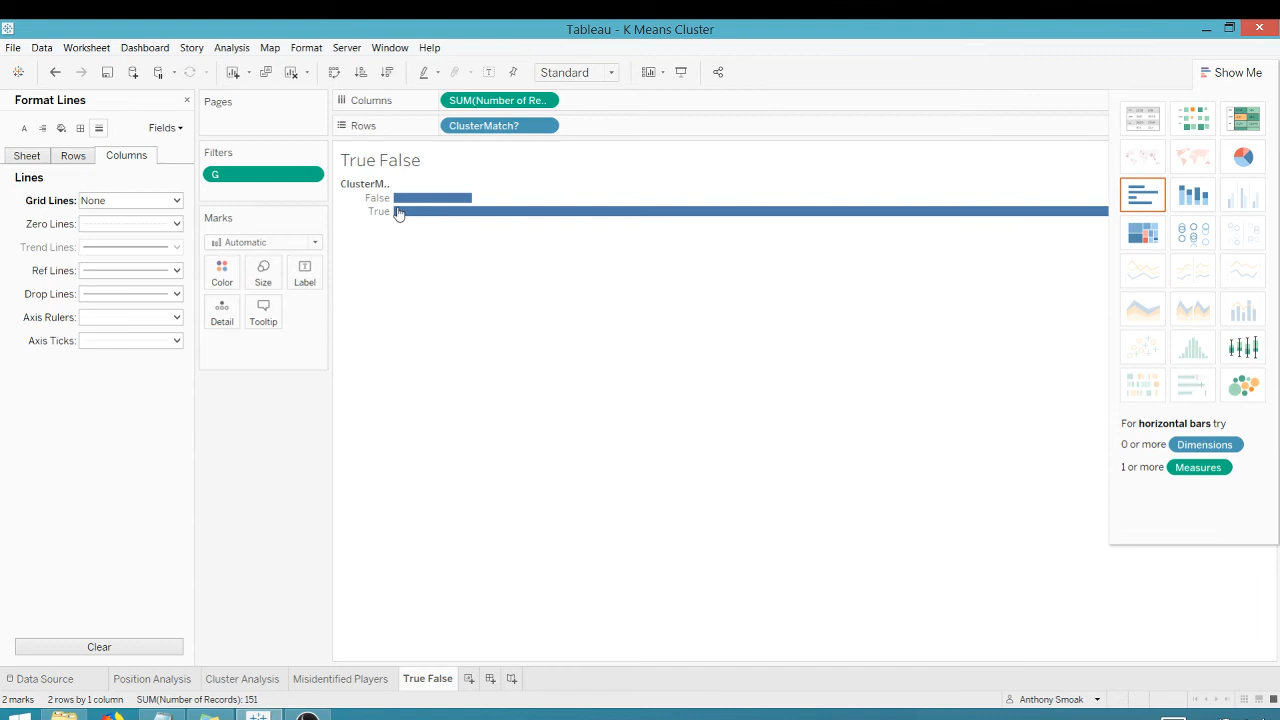 Tableau - K Means Cluster
File Data Worksheet Dashboard Story Analysis Map Format Server Window Help
Standard
Show Me
Format Lines
Fields
Sheet Rows Columns
Lines
Grid Lines: None
Zero Lines:
Trend Lines:
Ref Lines:
Drop Lines:
Axis Rulers:
Axis Ticks:
Clear
Pages
Filters
G
Marks
Automatic
Color Size Label
Detail Tooltip
Columns SUM(Number of Re..
Rows ClusterMatch?
True False
ClusterM..
False
True
For horizontal bars try
0 or more Dimensions
1 or more Measures
Data Source Position Analysis Cluster Analysis Misidentified Players True False
2 marks 2 rows by 1 column SUM(Number of Records): 151 Anthony Smoak